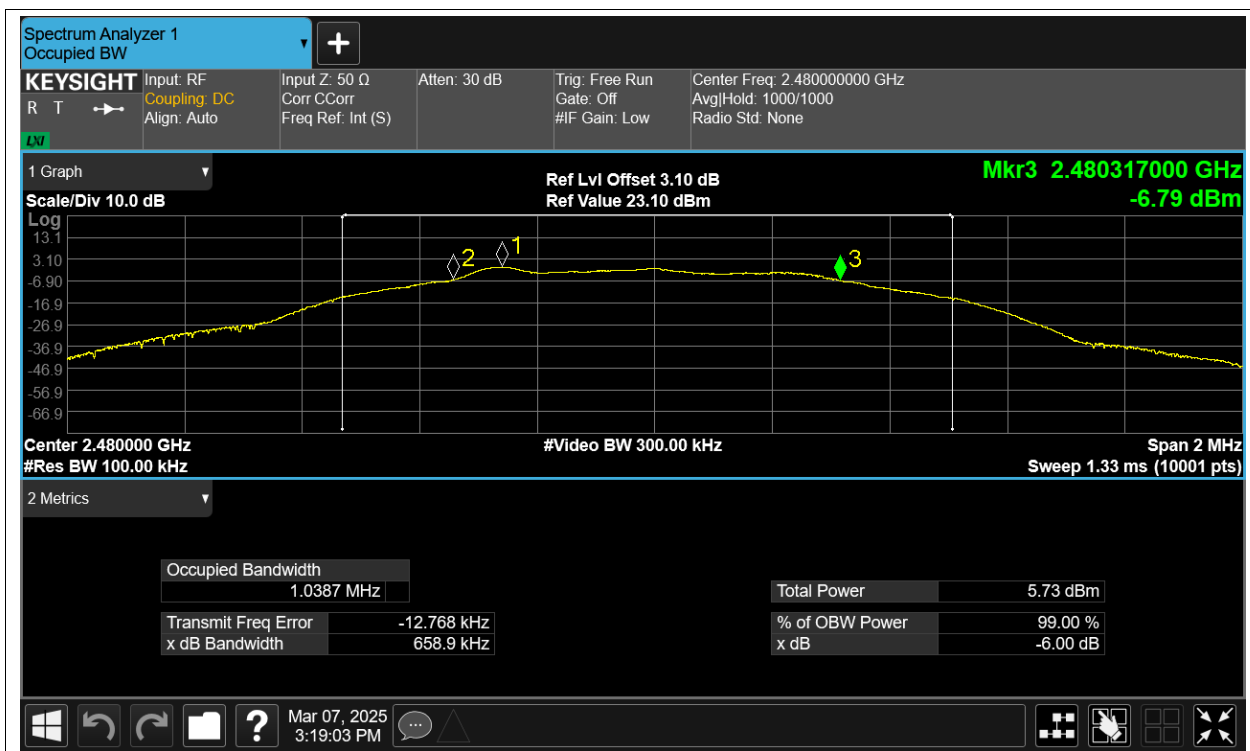 Spectrum Analyzer 1
Occupied BW
KEYSIGHT
R T
LXI
Input: RF
Coupling: DC
Align: Auto
Input Z: 50 Ω
Corr CCorr
Freq Ref: Int (S)
Atten: 30 dB
Trig: Free Run
Gate: Off
#IF Gain: Low
Center Freq: 2.480000000 GHz
Avg|Hold: 1000/1000
Radio Std: None
1 Graph
Scale/Div 10.0 dB
Ref Lvl Offset 3.10 dB
Ref Value 23.10 dBm
Mkr3 2.480317000 GHz
-6.79 dBm
Log
13.1
3.10
-6.90
-16.9
-26.9
-36.9
-46.9
-56.9
-66.9
2
1
3
Center 2.480000 GHz
#Res BW 100.00 kHz
#Video BW 300.00 kHz
Span 2 MHz
Sweep 1.33 ms (10001 pts)
2 Metrics
Occupied Bandwidth
1.0387 MHz
Transmit Freq Error -12.768 kHz
x dB Bandwidth 658.9 kHz
Total Power 5.73 dBm
% of OBW Power 99.00 %
x dB -6.00 dB
?
Mar 07, 2025
3:19:03 PM